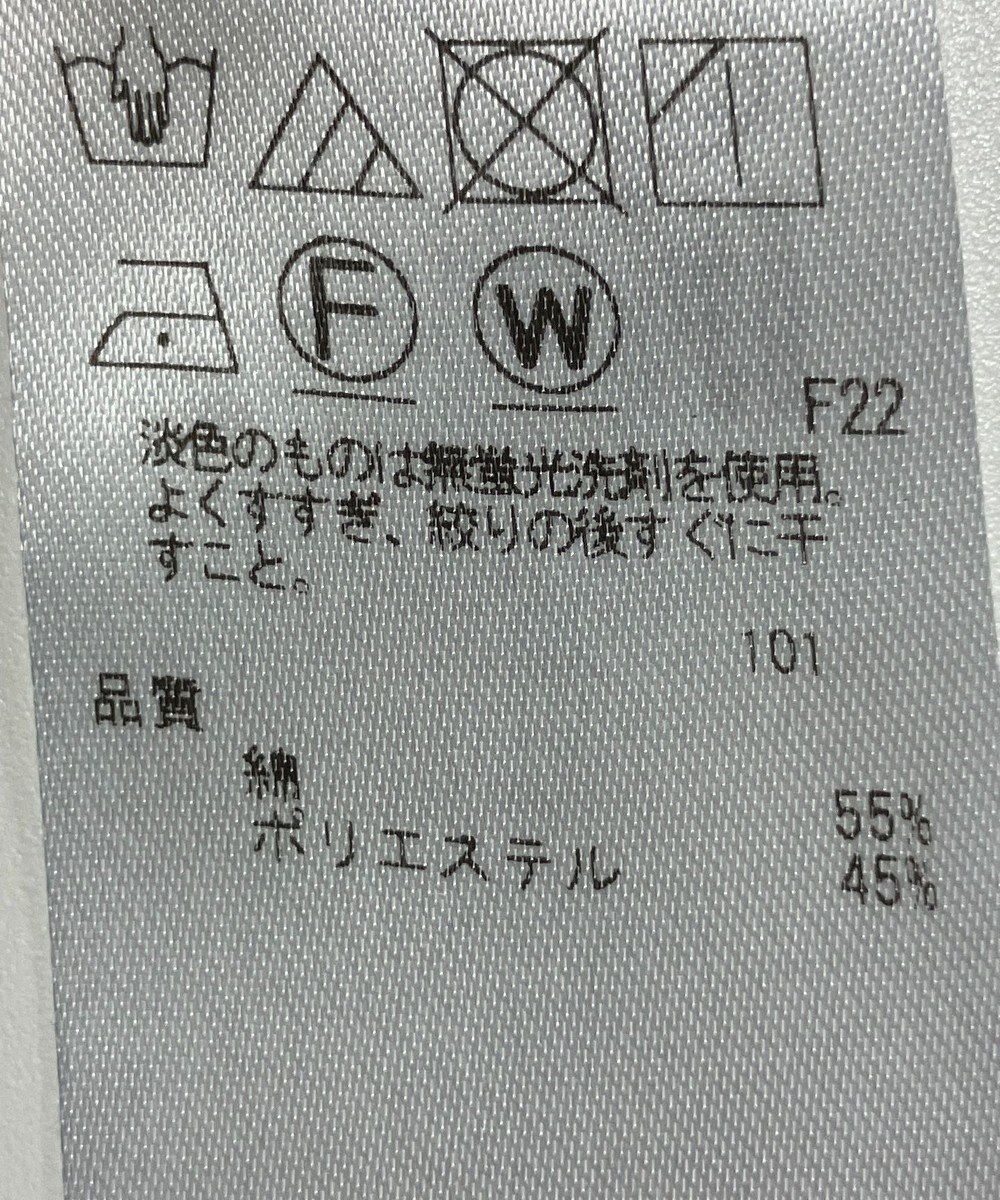 F W
F22
淡色のものは無蛍光洗剤を使用。
よくすすぎ、絞りの後すぐに干
すこと。
101
品質
綿 55%
ポリエステル 45%